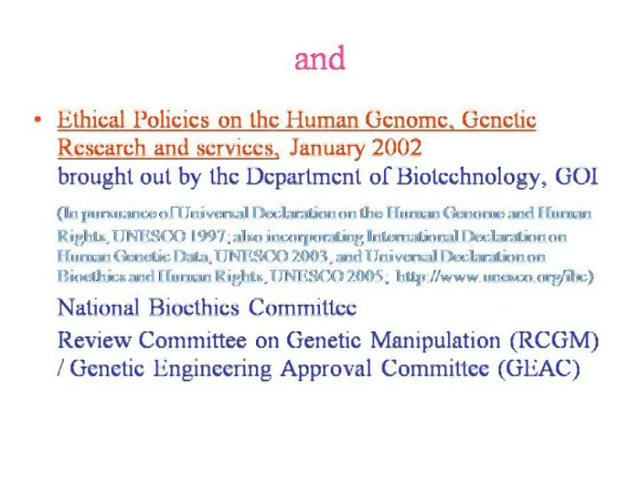 and
• Ethical Policies on the Human Genome, Genetic
Research and services, January 2002
brought out by the Department of Biotechnology, GOI
(In pursuance of Universal Declaration on the Human Genome and Human
Rights, UNESCO 1997; also incorporating International Declaration on
Human Genetic Data, UNESCO 2003, and Universal Declaration on
Bioethics and Human Rights, UNESCO 2005; http://www.unesco.org/ibc)
National Bioethics Committee
Review Committee on Genetic Manipulation (RCGM)
/ Genetic Engineering Approval Committee (GEAC)